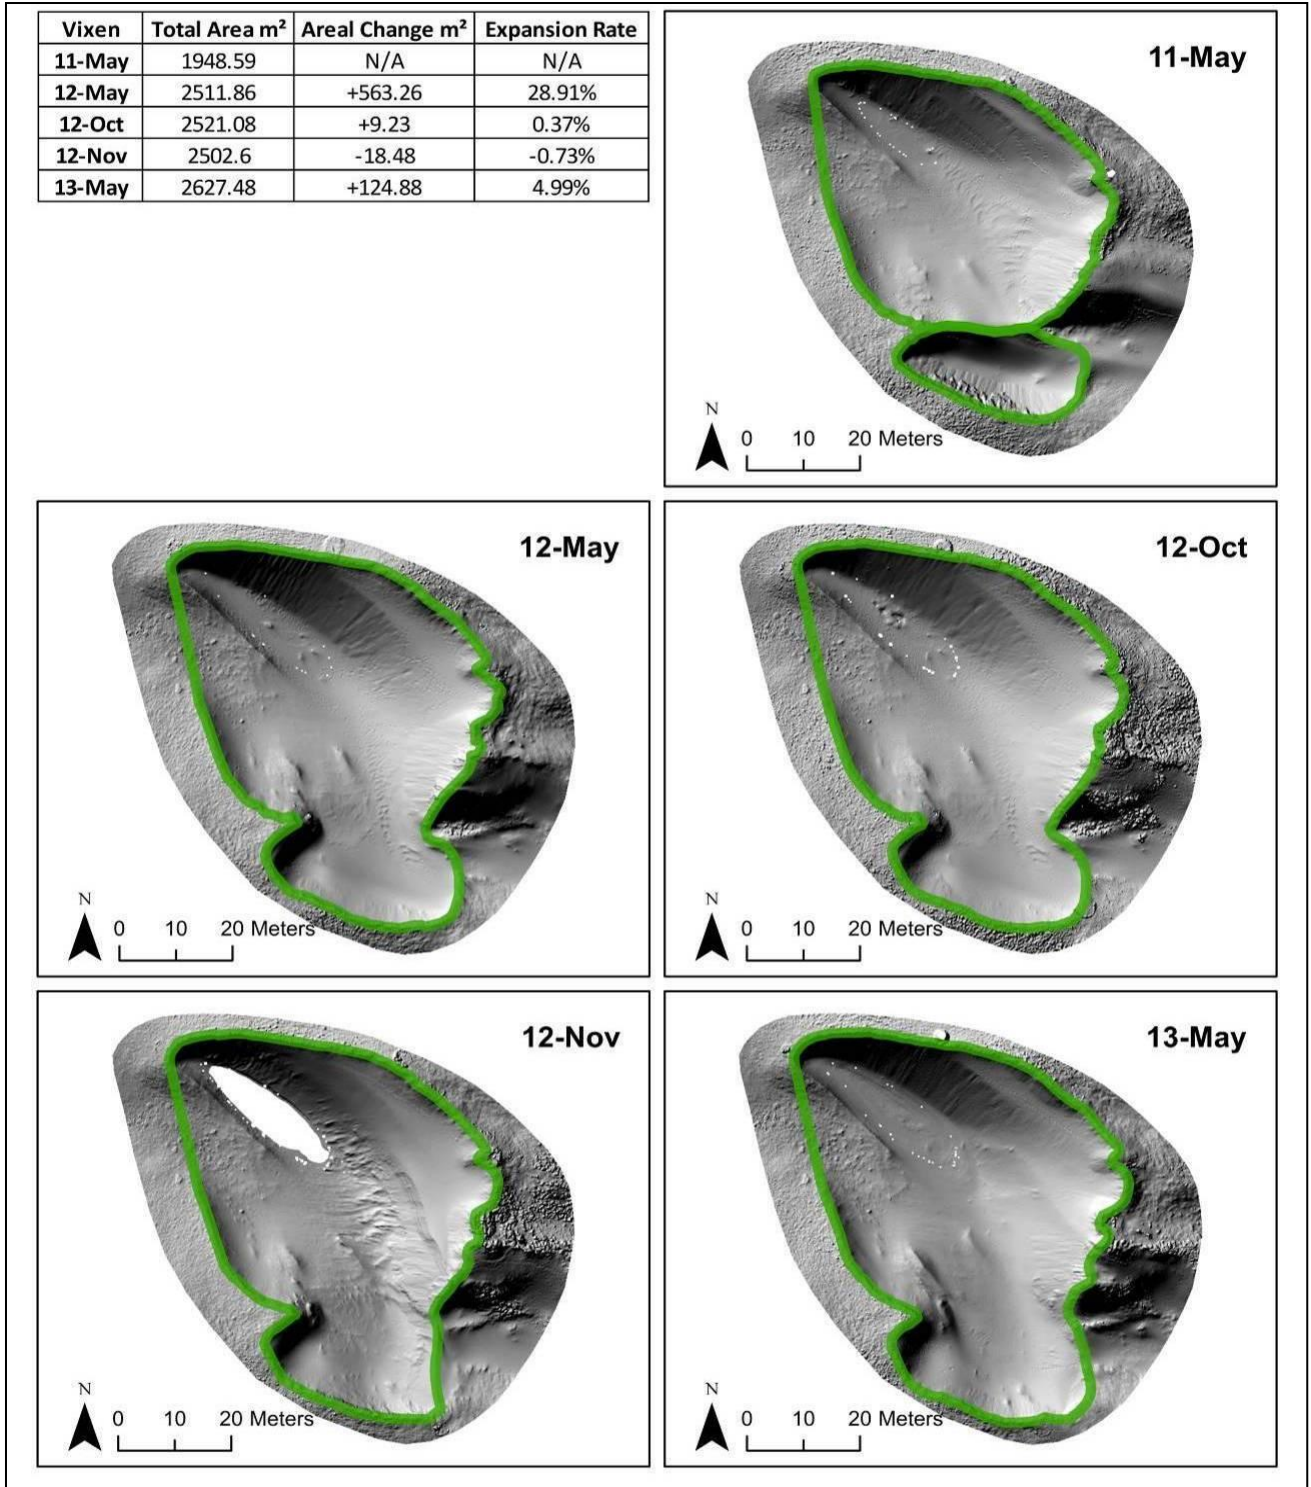 Vixen Total Area m² Areal Change m² Expansion Rate
11-May 1948.59 N/A N/A
12-May 2511.86 +563.26 28.91%
12-Oct 2521.08 +9.23 0.37%
12-Nov 2502.6 -18.48 -0.73%
13-May 2627.48 +124.88 4.99%
11-May
N
0 10 20 Meters
12-May
N
0 10 20 Meters
12-Oct
N
0 10 20 Meters
12-Nov
N
0 10 20 Meters
13-May
N
0 10 20 Meters